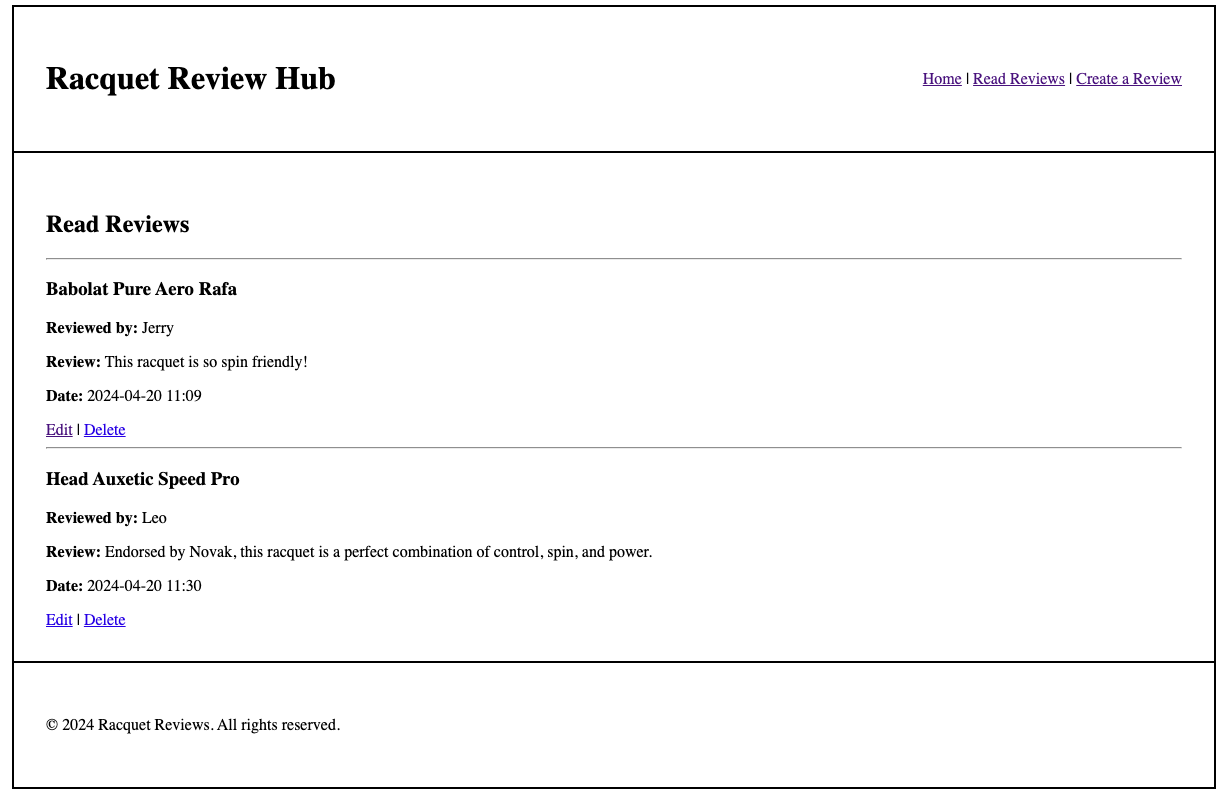 Racquet Review Hub
Home | Read Reviews | Create a Review
Read Reviews
Babolat Pure Aero Rafa
Reviewed by: Jerry
Review: This racquet is so spin friendly!
Date: 2024-04-20 11:09
Edit | Delete
Head Auxetic Speed Pro
Reviewed by: Leo
Review: Endorsed by Novak, this racquet is a perfect combination of control, spin, and power.
Date: 2024-04-20 11:30
Edit | Delete
© 2024 Racquet Reviews. All rights reserved.